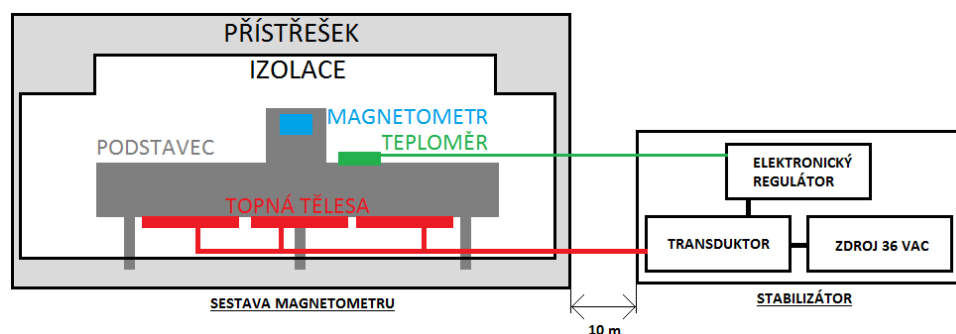 PŘÍSTŘEŠEK
IZOLACE
MAGNETOMETR
TEPLOMĚR
PODSTAVEC
TOPNÁ TĚLESA
ELEKTRONICKÝ
REGULÁTOR
TRANSDUKTOR
ZDROJ 36 VAC
SESTAVA MAGNETOMETRU
STABILIZÁTOR
10 m